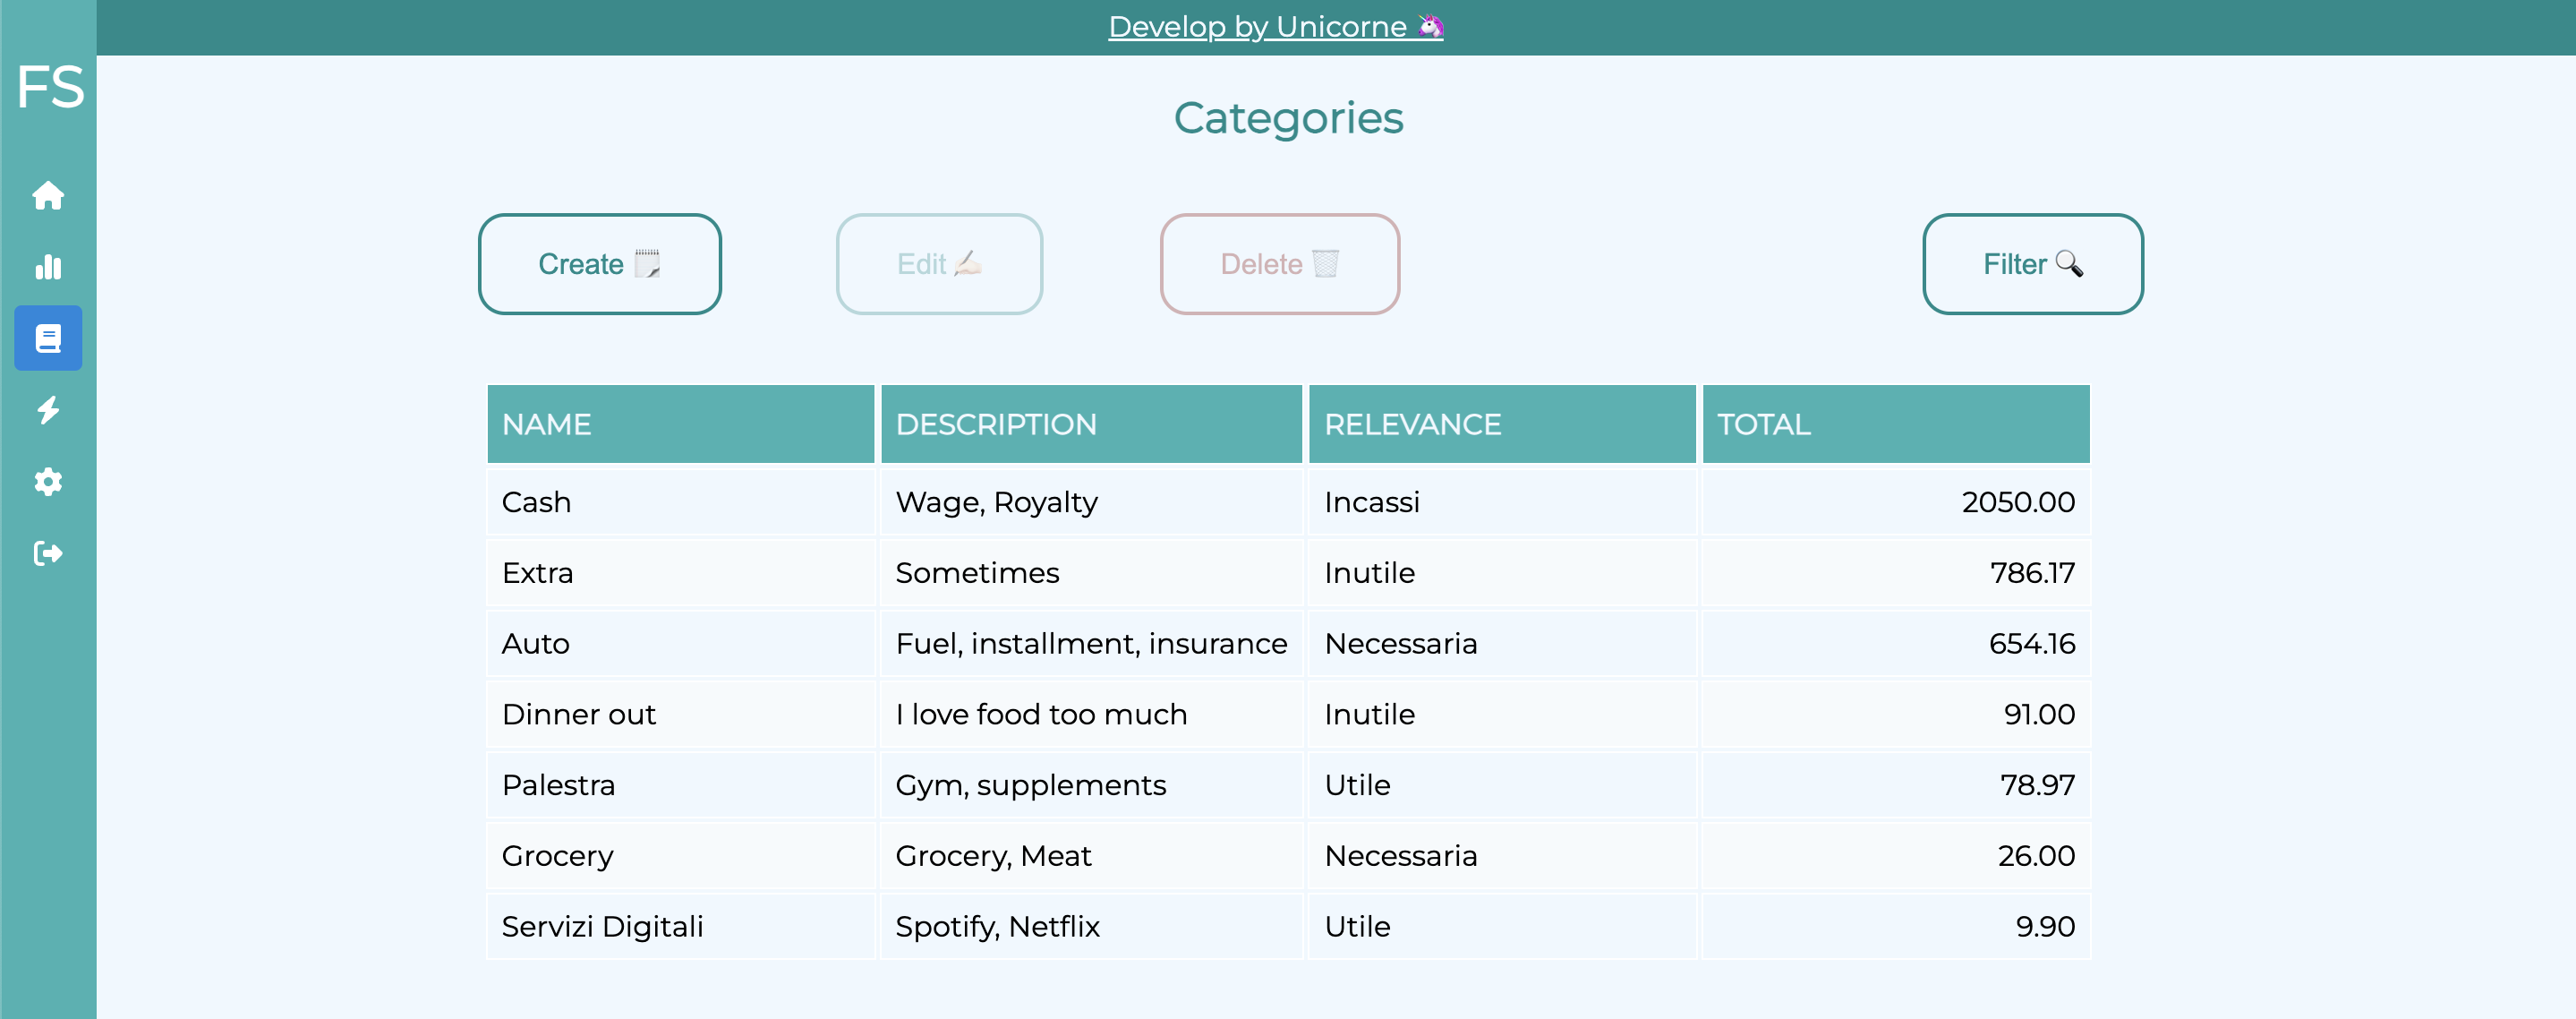 Develop by Unicorne 🦄
FS
Categories
Create 🗒️
Edit ✍🏻
Delete 🗑️
Filter 🔍
NAME DESCRIPTION RELEVANCE TOTAL
Cash Wage, Royalty Incassi 2050.00
Extra Sometimes Inutile 786.17
Auto Fuel, installment, insurance Necessaria 654.16
Dinner out I love food too much Inutile 91.00
Palestra Gym, supplements Utile 78.97
Grocery Grocery, Meat Necessaria 26.00
Servizi Digitali Spotify, Netflix Utile 9.90